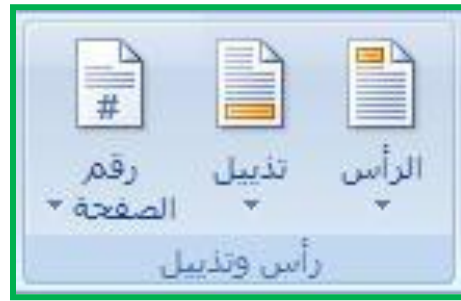 الرأس
تذييل
رقم
الصفحة
#
رأس وتذييل